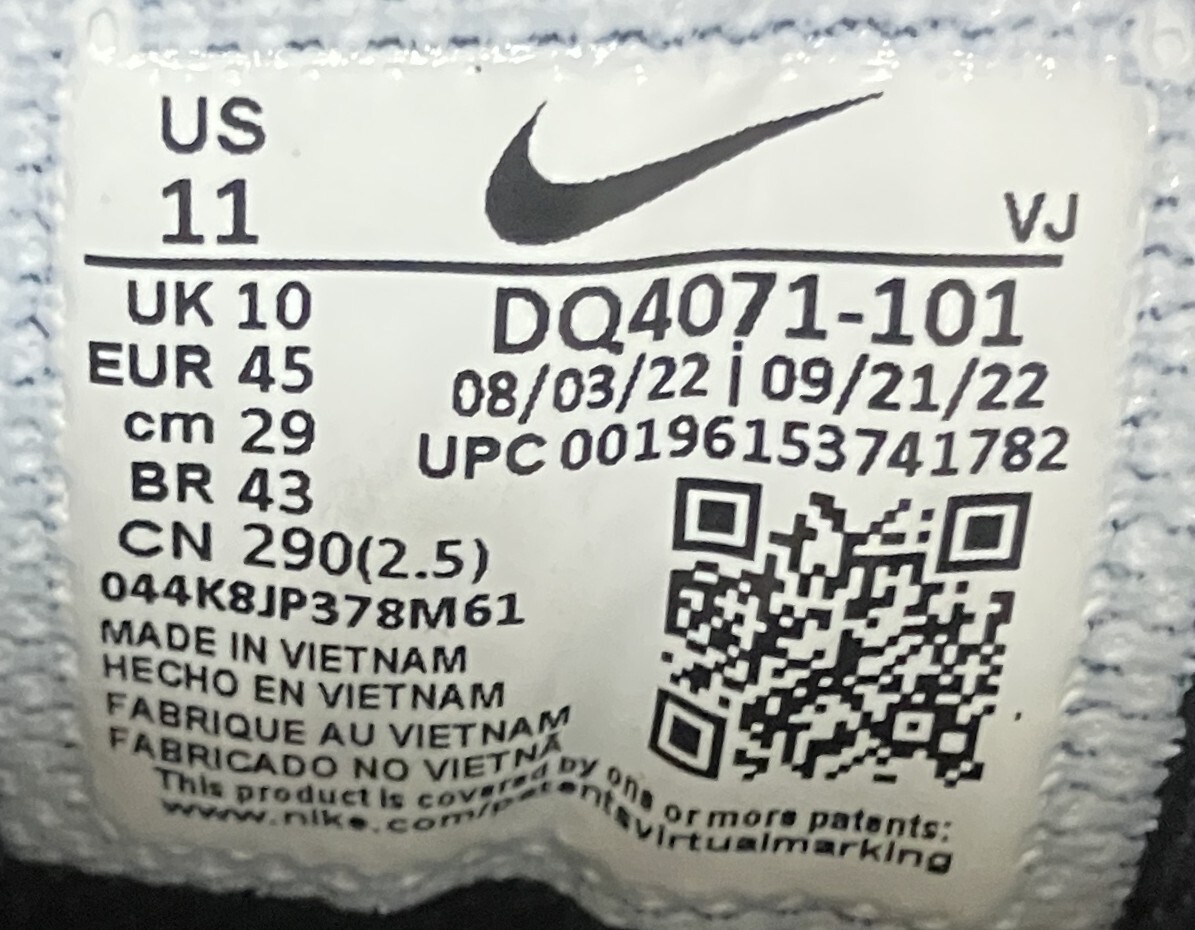 US
11
VJ
UK 10
EUR 45
cm 29
BR 43
CN 290(2.5)
044K8JP378M61
DQ4071-101
08/03/22 | 09/21/22
UPC 00196153741782
MADE IN VIETNAM
HECHO EN VIETNAM
FABRIQUE AU VIETNAM
FABRICADO NO VIETNÃ
This product is covered by one or more patents:
www.nike.com/patentsvirtualmarking